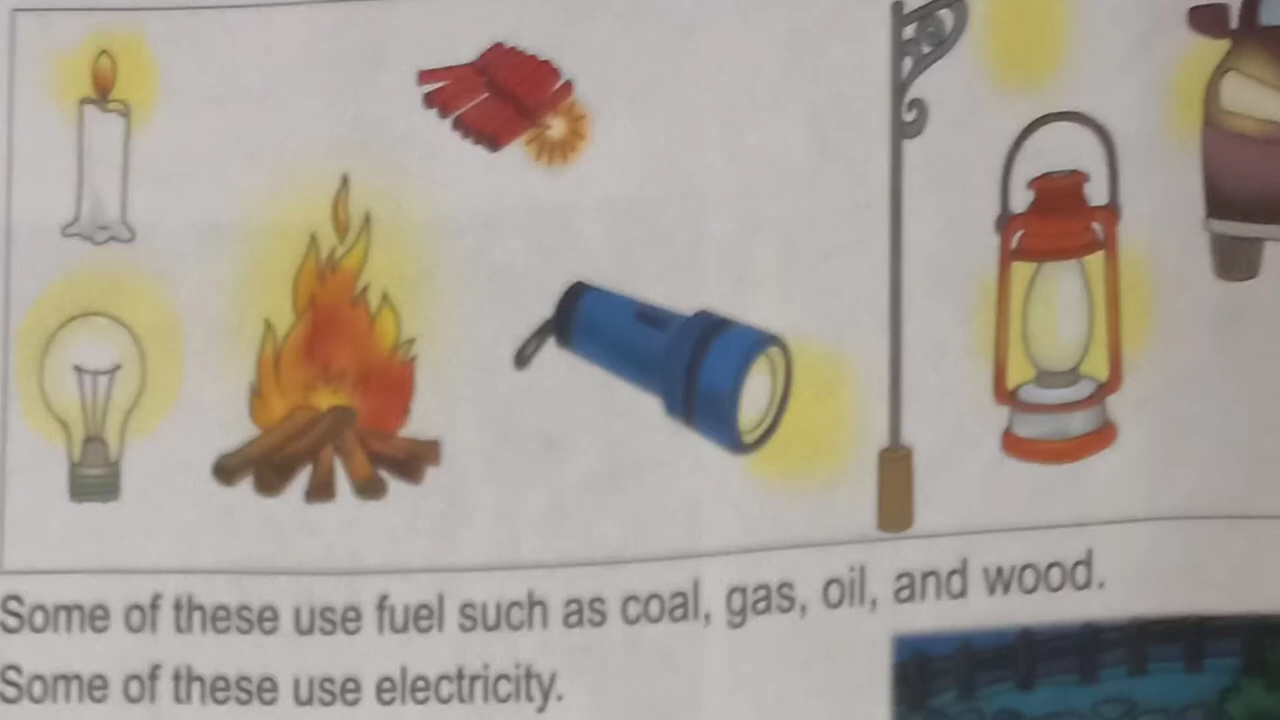 Some of these use fuel such as coal, gas, oil, and wood.
Some of these use electricity.